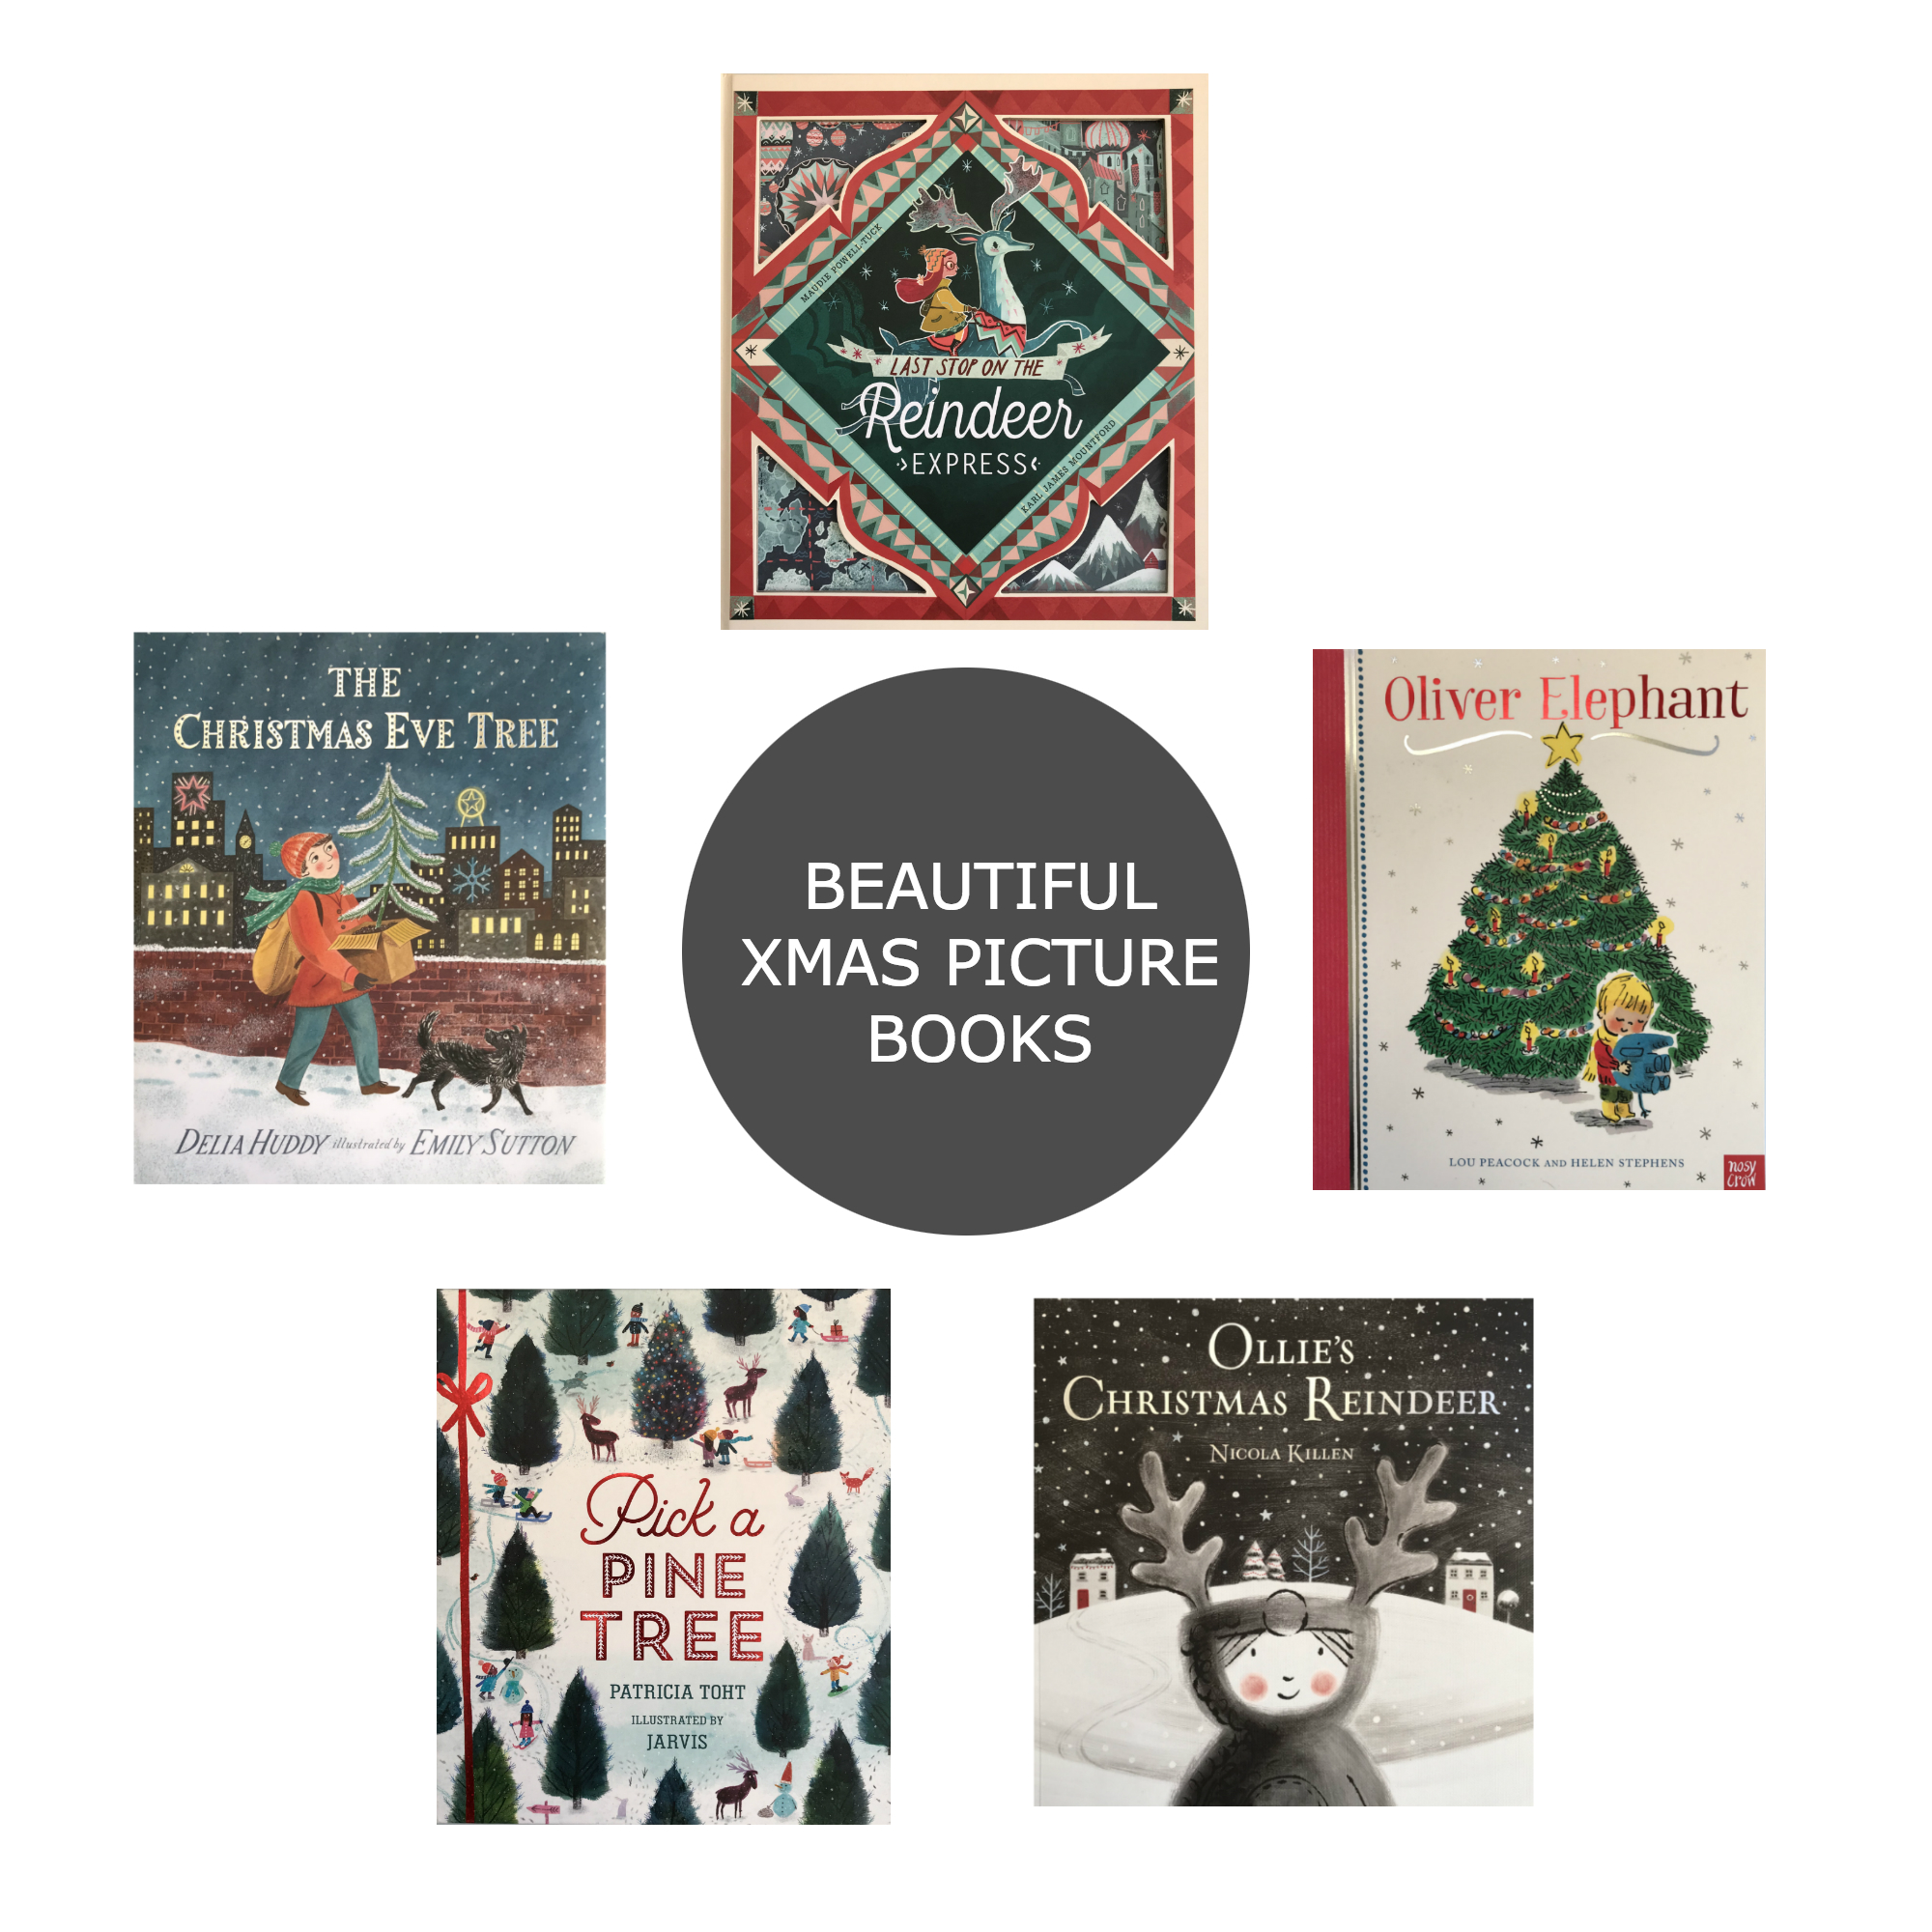 MAUDIE POWELL-TUCK
LAST STOP ON THE
Reindeer
EXPRESS
KARL JAMES MOUNTFORD
THE
CHRISTMAS EVE TREE
DELIA HUDDY illustrated by EMILY SUTTON
BEAUTIFUL
XMAS PICTURE
BOOKS
Oliver Elephant
LOU PEACOCK AND HELEN STEPHENS
nosy
crow
Pick a
PINE
TREE
PATRICIA TOHT
ILLUSTRATED BY
JARVIS
OLLIE'S
CHRISTMAS REINDEER
NICOLA KILLEN